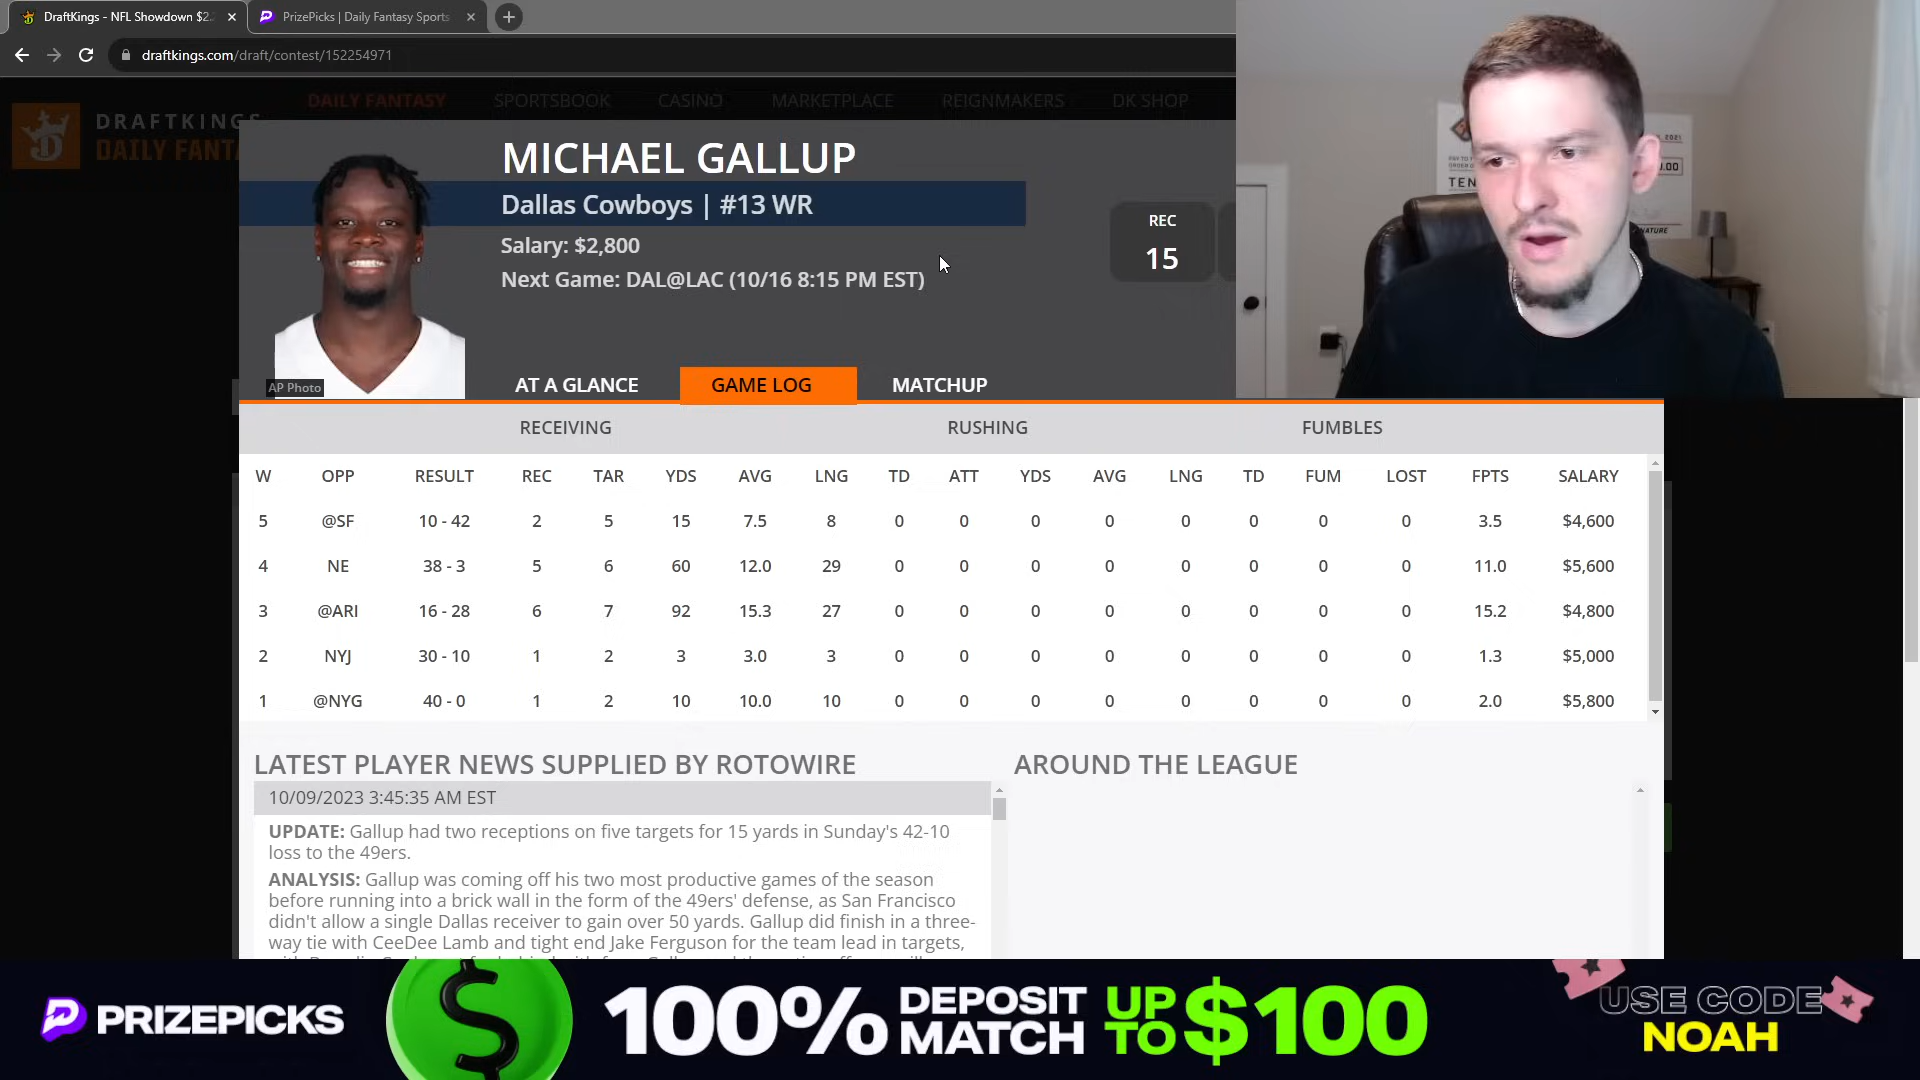 DraftKings - NFL Showdown $2.
PrizePicks | Daily Fantasy Sports
draftkings.com/draft/contest/152254971
DAILY FANTASY SPORTSBOOK CASINO MARKETPLACE REIGNMAKERS DK SHOP
DRAFTKINGS
DAILY FANTA
MICHAEL GALLUP
Dallas Cowboys | #13 WR
Salary: $2,800
Next Game: DAL@LAC (10/16 8:15 PM EST)
REC
15
AP Photo
AT A GLANCE GAME LOG MATCHUP
RECEIVING RUSHING FUMBLES
W OPP RESULT REC TAR YDS AVG LNG TD ATT YDS AVG LNG TD FUM LOST FPTS SALARY
5 @SF 10 - 42 2 5 15 7.5 8 0 0 0 0 0 0 0 0 3.5 $4,600
4 NE 38 - 3 5 6 60 12.0 29 0 0 0 0 0 0 0 0 11.0 $5,600
3 @ARI 16 - 28 6 7 92 15.3 27 0 0 0 0 0 0 0 0 15.2 $4,800
2 NYJ 30 - 10 1 2 3 3.0 3 0 0 0 0 0 0 0 0 1.3 $5,000
1 @NYG 40 - 0 1 2 10 10.0 10 0 0 0 0 0 0 0 0 2.0 $5,800
LATEST PLAYER NEWS SUPPLIED BY ROTOWIRE
AROUND THE LEAGUE
10/09/2023 3:45:35 AM EST
UPDATE: Gallup had two receptions on five targets for 15 yards in Sunday's 42-10
loss to the 49ers.
ANALYSIS: Gallup was coming off his two most productive games of the season
before running into a brick wall in the form of the 49ers' defense, as San Francisco
didn't allow a single Dallas receiver to gain over 50 yards. Gallup did finish in a three-
way tie with CeeDee Lamb and tight end Jake Ferguson for the team lead in targets,
PRIZEPICKS
100% DEPOSIT MATCH UP TO $100
USE CODE
NOAH